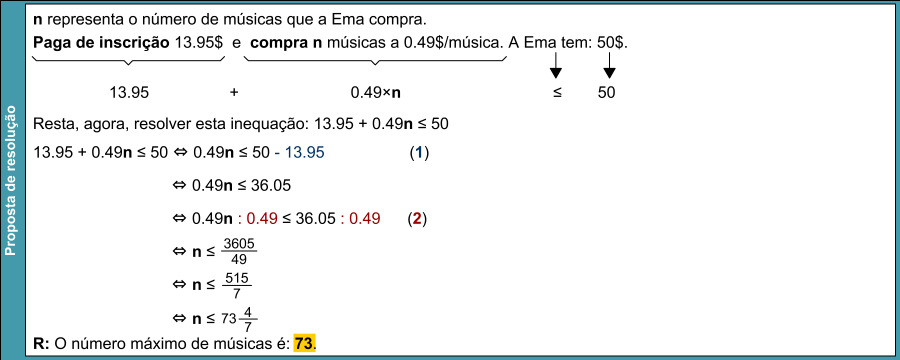 Proposta de resolução
n representa o número de músicas que a Ema compra.
Paga de inscrição 13.95$ e compra n músicas a 0.49$/música. A Ema tem: 50$.
13.95 + 0.49×n ≤ 50
Resta, agora, resolver esta inequação: 13.95 + 0.49n ≤ 50
13.95 + 0.49n ≤ 50 ⇔ 0.49n ≤ 50 - 13.95 (1)
⇔ 0.49n ≤ 36.05
⇔ 0.49n : 0.49 ≤ 36.05 : 0.49 (2)
⇔ n ≤ 3605/49
⇔ n ≤ 515/7
⇔ n ≤ 73 4/7
R: O número máximo de músicas é: 73.